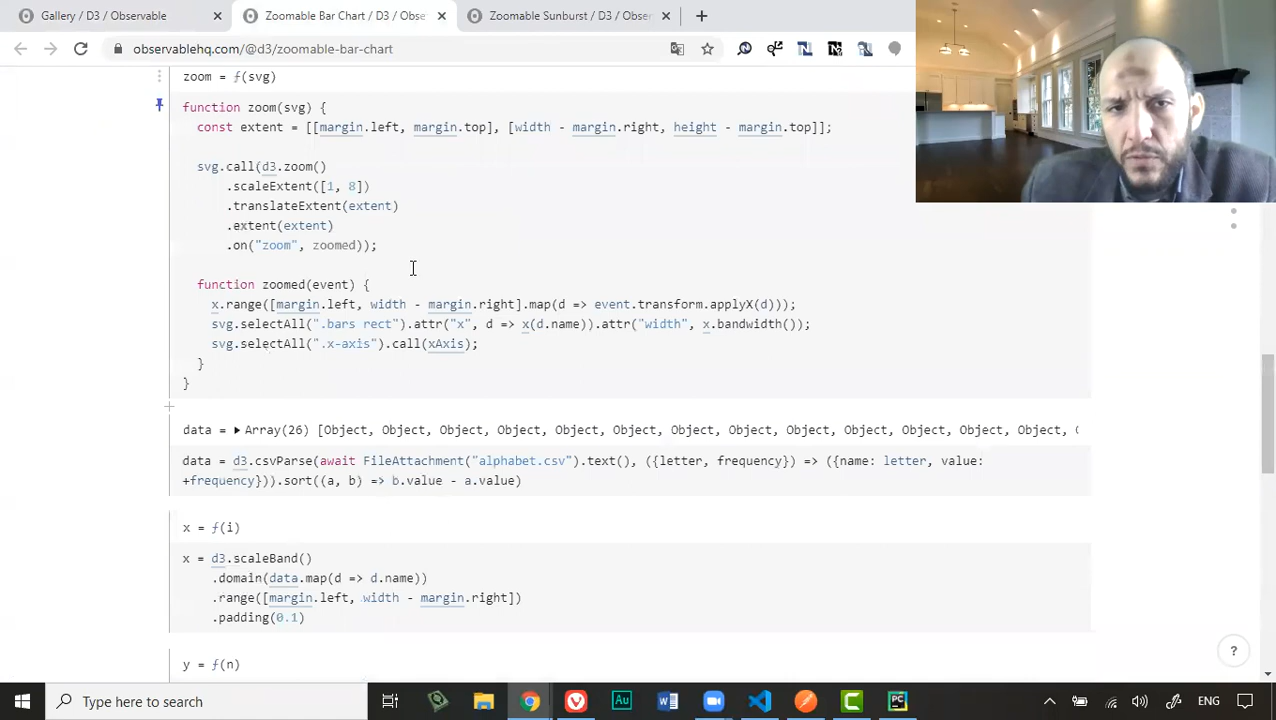 Gallery / D3 / Observable
Zoomable Bar Chart / D3 / Obse
Zoomable Sunburst / D3 / Obser
observablehq.com/@d3/zoomable-bar-chart
zoom = ƒ(svg)
function zoom(svg) {
const extent = [[margin.left, margin.top], [width - margin.right, height - margin.top]];
svg.call(d3.zoom()
.scaleExtent([1, 8])
.translateExtent(extent)
.extent(extent)
.on("zoom", zoomed));
function zoomed(event) {
x.range([margin.left, width - margin.right].map(d => event.transform.applyX(d)));
svg.selectAll(".bars rect").attr("x", d => x(d.name)).attr("width", x.bandwidth());
svg.selectAll(".x-axis").call(xAxis);
}
}
data = ▶ Array(26) [Object, Object, Object, Object, Object, Object, Object, Object, Object, Object, Object, Object, Object,
data = d3.csvParse(await FileAttachment("alphabet.csv").text(), ({letter, frequency}) => ({name: letter, value:
+frequency})).sort((a, b) => b.value - a.value)
x = ƒ(i)
x = d3.scaleBand()
.domain(data.map(d => d.name))
.range([margin.left, width - margin.right])
.padding(0.1)
y = ƒ(n)
?
Type here to search
Au
PC
ENG